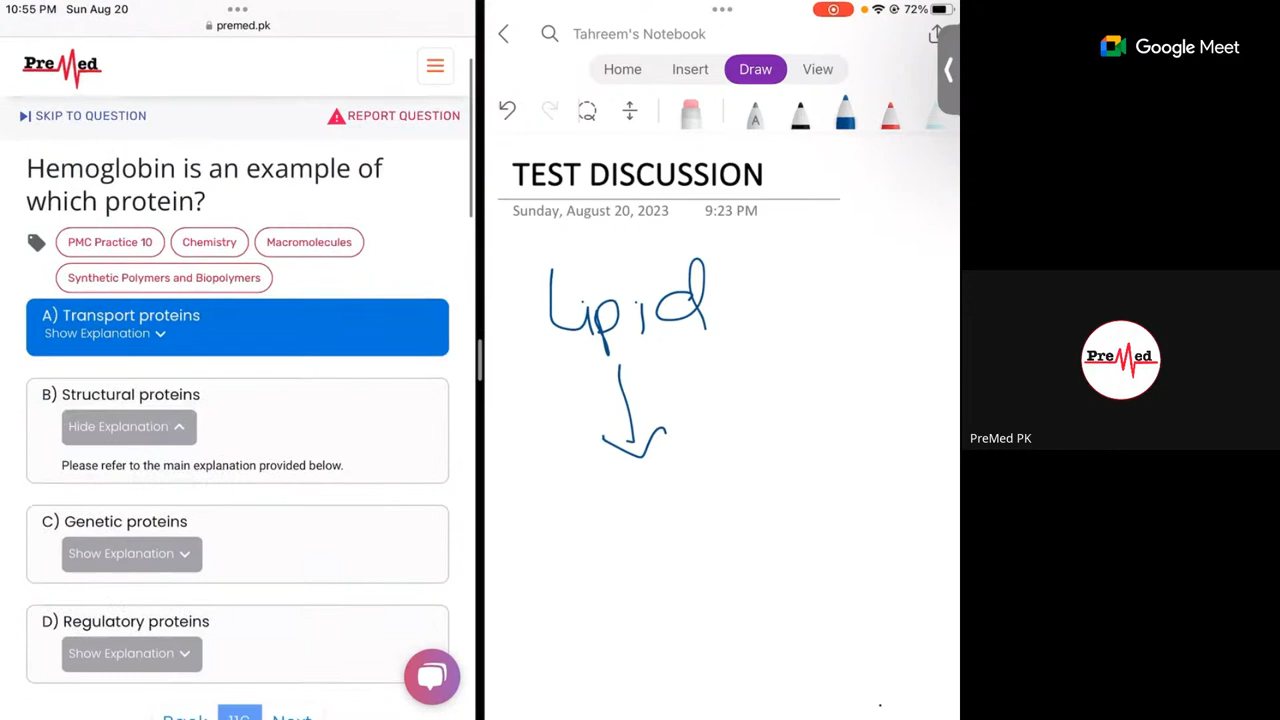 10:55 PM Sun Aug 20
premed.pk
72%
PreMed
SKIP TO QUESTION
REPORT QUESTION
Hemoglobin is an example of
which protein?
PMC Practice 10
Chemistry
Macromolecules
Synthetic Polymers and Biopolymers
A) Transport proteins
Show Explanation
B) Structural proteins
Hide Explanation
Please refer to the main explanation provided below.
C) Genetic proteins
Show Explanation
D) Regulatory proteins
Show Explanation
Back 116 Next
Tahreem's Notebook
Home Insert Draw View
A
TEST DISCUSSION
Sunday, August 20, 2023 9:23 PM
Lipid
Google Meet
PreMed
PreMed PK